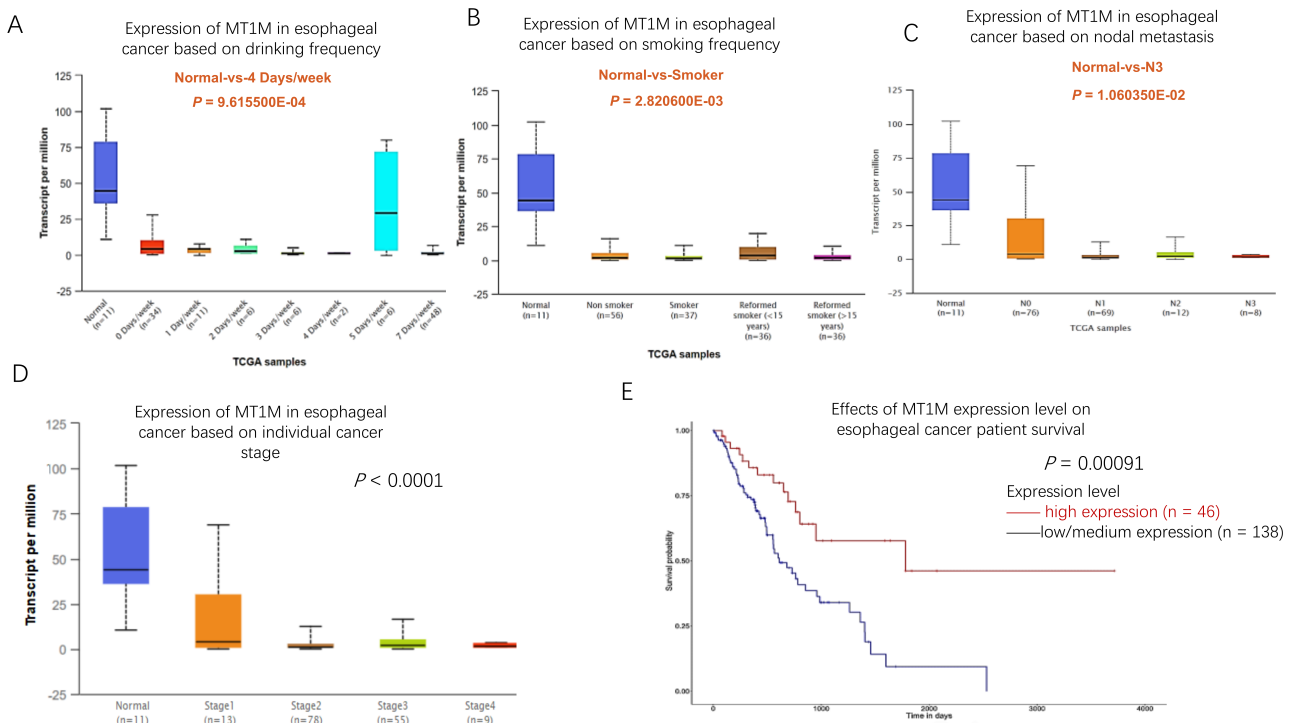 A
Expression of MT1M in esophageal
cancer based on drinking frequency
Normal-vs-4 Days/week
P = 9.615500E-04
Transcript per million
125
100
75
50
25
0
-25
Normal
(n=11)
0 Days/week
(n=34)
1 Day/week
(n=11)
2 Days/week
(n=6)
3 Days/week
(n=6)
4 Days/week
(n=2)
5 Days/week
(n=6)
7 Days/week
(n=48)
TCGA samples
B
Expression of MT1M in esophageal
cancer based on smoking frequency
Normal-vs-Smoker
P = 2.820600E-03
Transcript per million
125
100
75
50
25
0
-25
Normal
(n=11)
Non smoker
(n=56)
Smoker
(n=37)
Reformed
smoker (<15
years)
(n=36)
Reformed
smoker (>15
years)
(n=36)
TCGA samples
C
Expression of MT1M in esophageal
cancer based on nodal metastasis
Normal-vs-N3
P = 1.060350E-02
Transcript per million
125
100
75
50
25
0
-25
Normal
(n=11)
N0
(n=76)
N1
(n=69)
N2
(n=12)
N3
(n=8)
TCGA samples
D
Expression of MT1M in esophageal
cancer based on individual cancer
stage
P < 0.0001
Transcript per million
125
100
75
50
25
0
-25
Normal
(n=11)
Stage1
(n=13)
Stage2
(n=78)
Stage3
(n=55)
Stage4
(n=9)
E
Effects of MT1M expression level on
esophageal cancer patient survival
P = 0.00091
Expression level
high expression (n = 46)
low/medium expression (n = 138)
Survival probability
1.00
0.75
0.50
0.25
0.00
0
1000
2000
3000
4000
Time in days